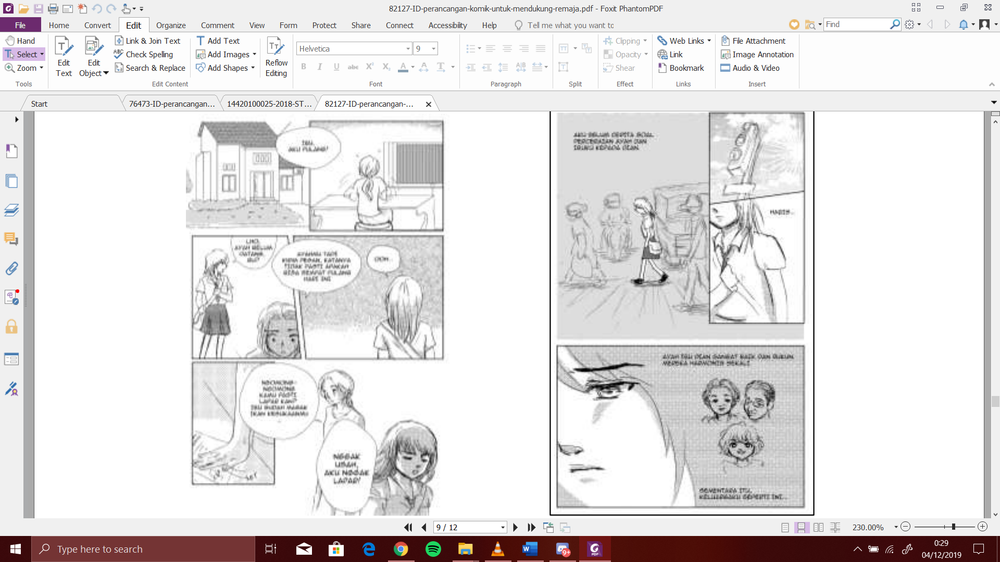 82127-ID-perancangan-komik-untuk-mendukung-remaja.pdf - Foxit PhantomPDF
File Home Convert Edit Organize Comment View Form Protect Share Connect Accessibility Help Tell me what you want to Find
Hand
Select
Zoom
Tools
Edit Text
Edit Object
Link & Join Text
Check Spelling
Search & Replace
Edit Content
Add Text
Add Images
Add Shapes
Reflow Editing
Helvetica 9
Font
Paragraph
Split
Clipping
Opacity
Shear
Effect
Web Links
Link
Bookmark
Links
File Attachment
Image Annotation
Audio & Video
Insert
Start 76473-ID-perancangan... 14420100025-2018-ST... 82127-ID-perancangan-...
IBU,
AKU PULANG!
LHO,
AYAH BELUM
DATANG,
BU?
AYAHMU TADI
KIRIM PESAN, KATANYA
TIDAK PASTI APAKAH
BISA SEMPAT PULANG
HARI INI
OOH...
NGOMONG-
NGOMONG
KAMU PASTI
LAPAR KAN?
IBU SUDAH MASAK
IKAN KESUKAANMU
NGGAK
USAH,
AKU NGGAK
LAPAR!
AKU BELUM CERITA SOAL
PERCERAIAN AYAH DAN
IBUKU KEPADA DIAN.
AYAH IBU DIAN SANGAT BAIK DAN RUKUN
MEREKA HARMONIS SEKALI
SEMENTARA ITU,
KELUARGAKU SEPERTI INI...
9 / 12
230.00%
Type here to search
9+
0:29
04/12/2019